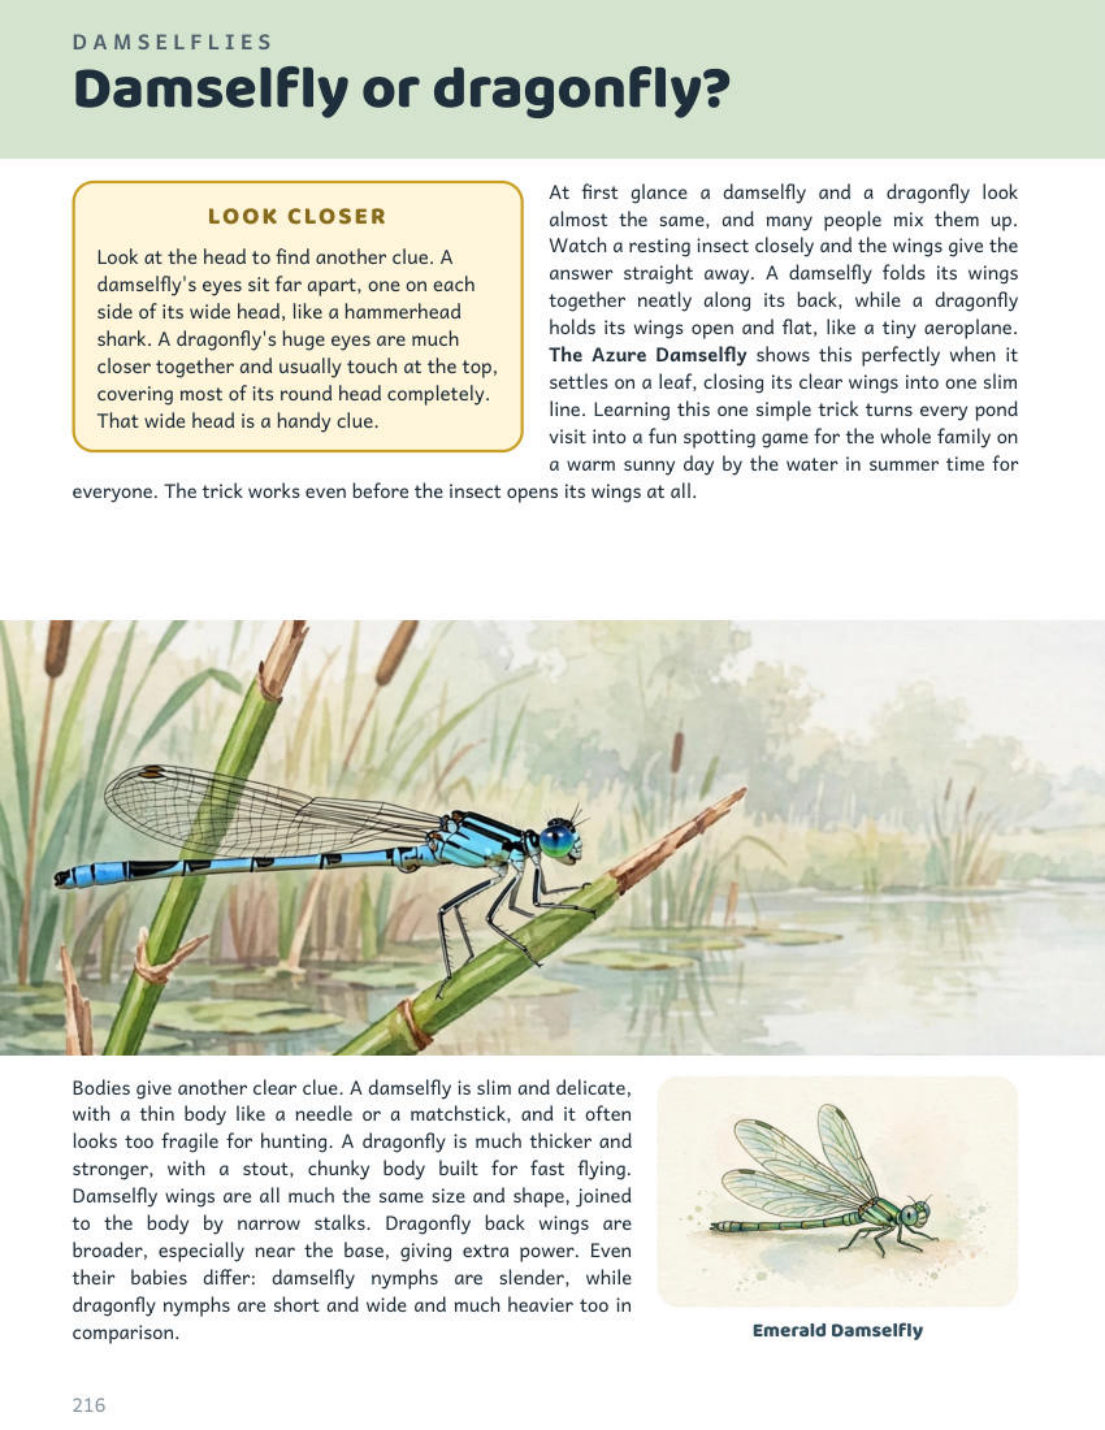 DAMSELFLIES
Damselfly or dragonfly?
LOOK CLOSER
Look at the head to find another clue. A
damselfly's eyes sit far apart, one on each
side of its wide head, like a hammerhead
shark. A dragonfly's huge eyes are much
closer together and usually touch at the top,
covering most of its round head completely.
That wide head is a handy clue.
At first glance a damselfly and a dragonfly look
almost the same, and many people mix them up.
Watch a resting insect closely and the wings give the
answer straight away. A damselfly folds its wings
together neatly along its back, while a dragonfly
holds its wings open and flat, like a tiny aeroplane.
The Azure Damselfly shows this perfectly when it
settles on a leaf, closing its clear wings into one slim
line. Learning this one simple trick turns every pond
visit into a fun spotting game for the whole family on
a warm sunny day by the water in summer time for
everyone. The trick works even before the insect opens its wings at all.
Bodies give another clear clue. A damselfly is slim and delicate,
with a thin body like a needle or a matchstick, and it often
looks too fragile for hunting. A dragonfly is much thicker and
stronger, with a stout, chunky body built for fast flying.
Damselfly wings are all much the same size and shape, joined
to the body by narrow stalks. Dragonfly back wings are
broader, especially near the base, giving extra power. Even
their babies differ: damselfly nymphs are slender, while
dragonfly nymphs are short and wide and much heavier too in
comparison.
Emerald Damselfly
216